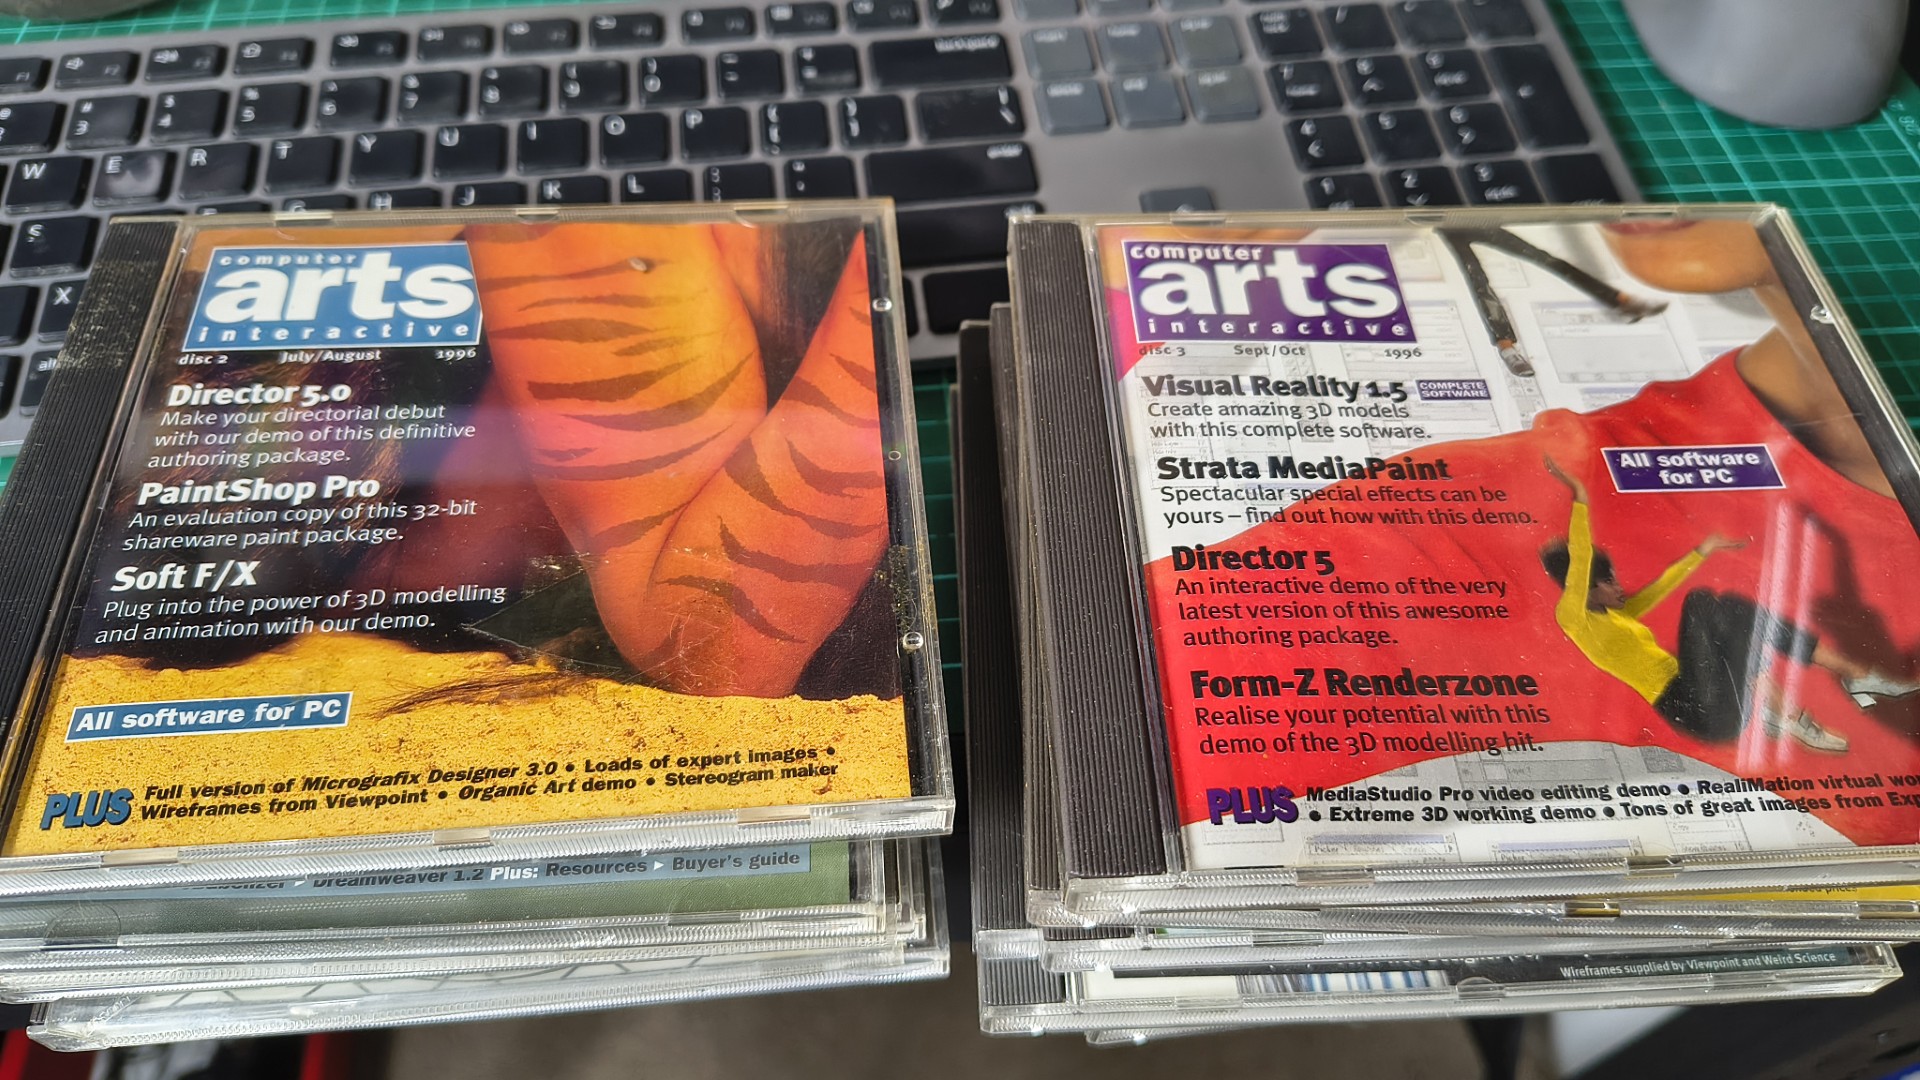 computer
arts
interactive
disc 2 July/August 1996
Director 5.0
Make your directorial debut
with our demo of this definitive
authoring package.
PaintShop Pro
An evaluation copy of this 32-bit
shareware paint package.
Soft F/X
Plug into the power of 3D modelling
and animation with our demo.
All software for PC
PLUS
Full version of Micrografix Designer 3.0 • Loads of expert images •
Wireframes from Viewpoint • Organic Art demo • Stereogram maker
Dreamweaver 1.2 Plus: Resources ▸ Buyer's guide
computer
arts
interactive
disc 3 Sept/Oct 1996
Visual Reality 1.5 COMPLETE
SOFTWARE
Create amazing 3D models
with this complete software.
Strata MediaPaint
Spectacular special effects can be
yours – find out how with this demo.
All software
for PC
Director 5
An interactive demo of the very
latest version of this awesome
authoring package.
Form-Z Renderzone
Realise your potential with this
demo of the 3D modelling hit.
PLUS
MediaStudio Pro video editing demo • RealiMation virtual
• Extreme 3D working demo • Tons of great images from
Wireframes supplied by Viewpoint and Weird Science
W
E
R
T
Y
U
I
O
P
S
J
K
L
X
alt